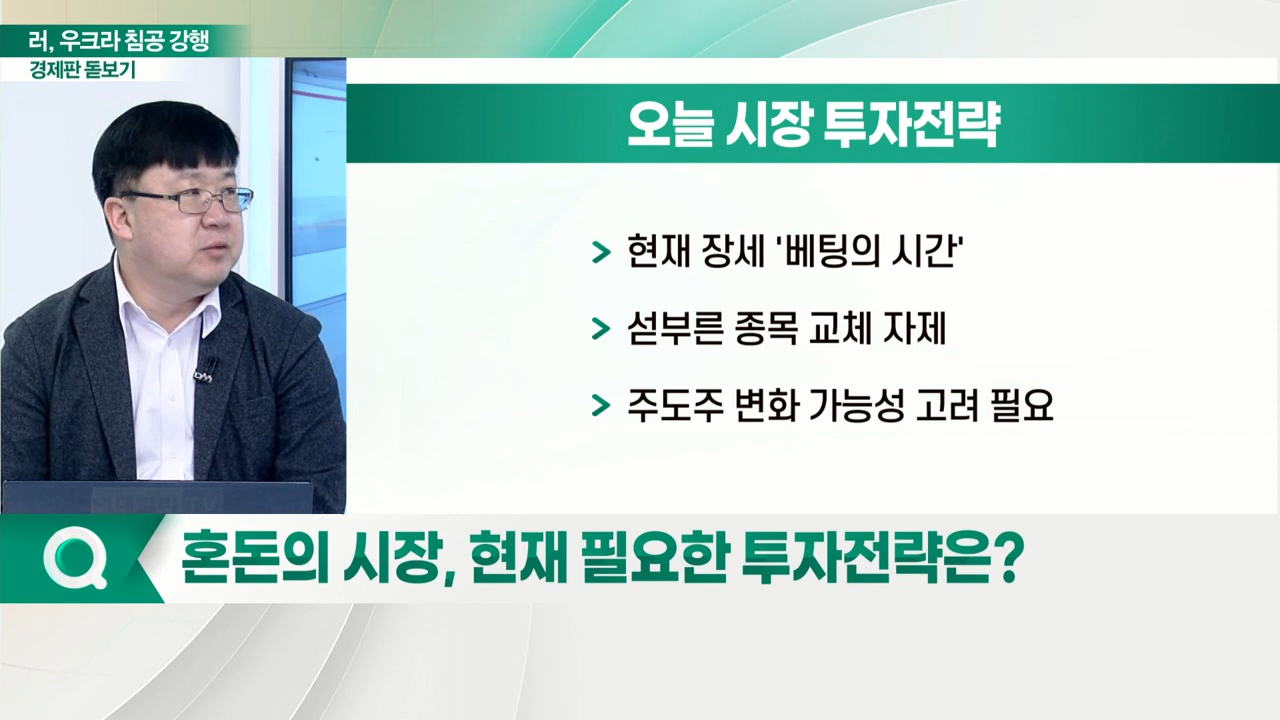 러, 우크라 침공 강행
경제판 돋보기
오늘 시장 투자전략
> 현재 장세 '베팅의 시간'
> 섣부른 종목 교체 자제
> 주도주 변화 가능성 고려 필요
Q 혼돈의 시장, 현재 필요한 투자전략은?